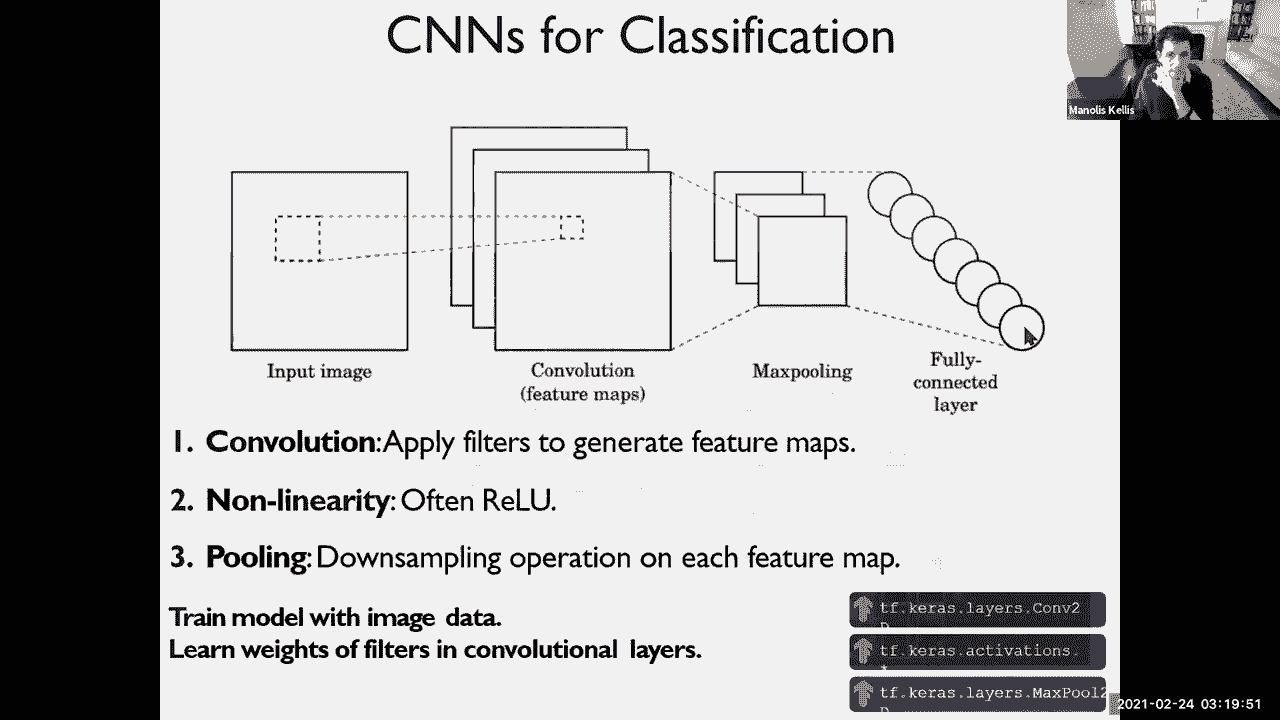 CNNs for Classification
Manolis Kellis
Input image
Convolution
(feature maps)
Maxpooling
Fully-
connected
layer
1. Convolution: Apply filters to generate feature maps.
2. Non-linearity: Often ReLU.
3. Pooling: Downsampling operation on each feature map.
Train model with image data.
Learn weights of filters in convolutional layers.
tf.keras.layers.Conv2
D
tf.keras.activations.
*
tf.keras.layers.MaxPool2
D
2021-02-24 03:19:51